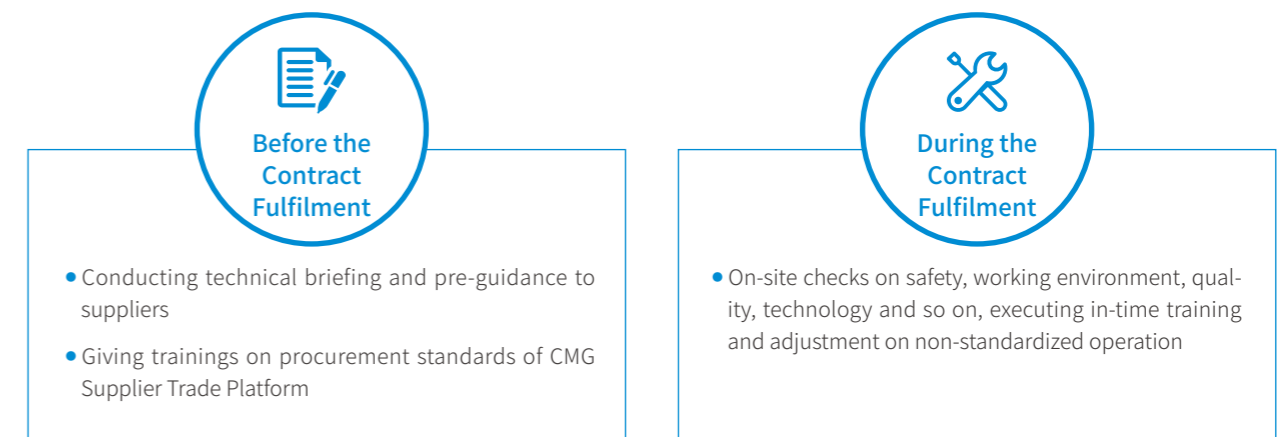 Before the
Contract
Fulfilment
• Conducting technical briefing and pre-guidance to
suppliers
• Giving trainings on procurement standards of CMG
Supplier Trade Platform
During the
Contract
Fulfilment
• On-site checks on safety, working environment, qual-
ity, technology and so on, executing in-time training
and adjustment on non-standardized operation